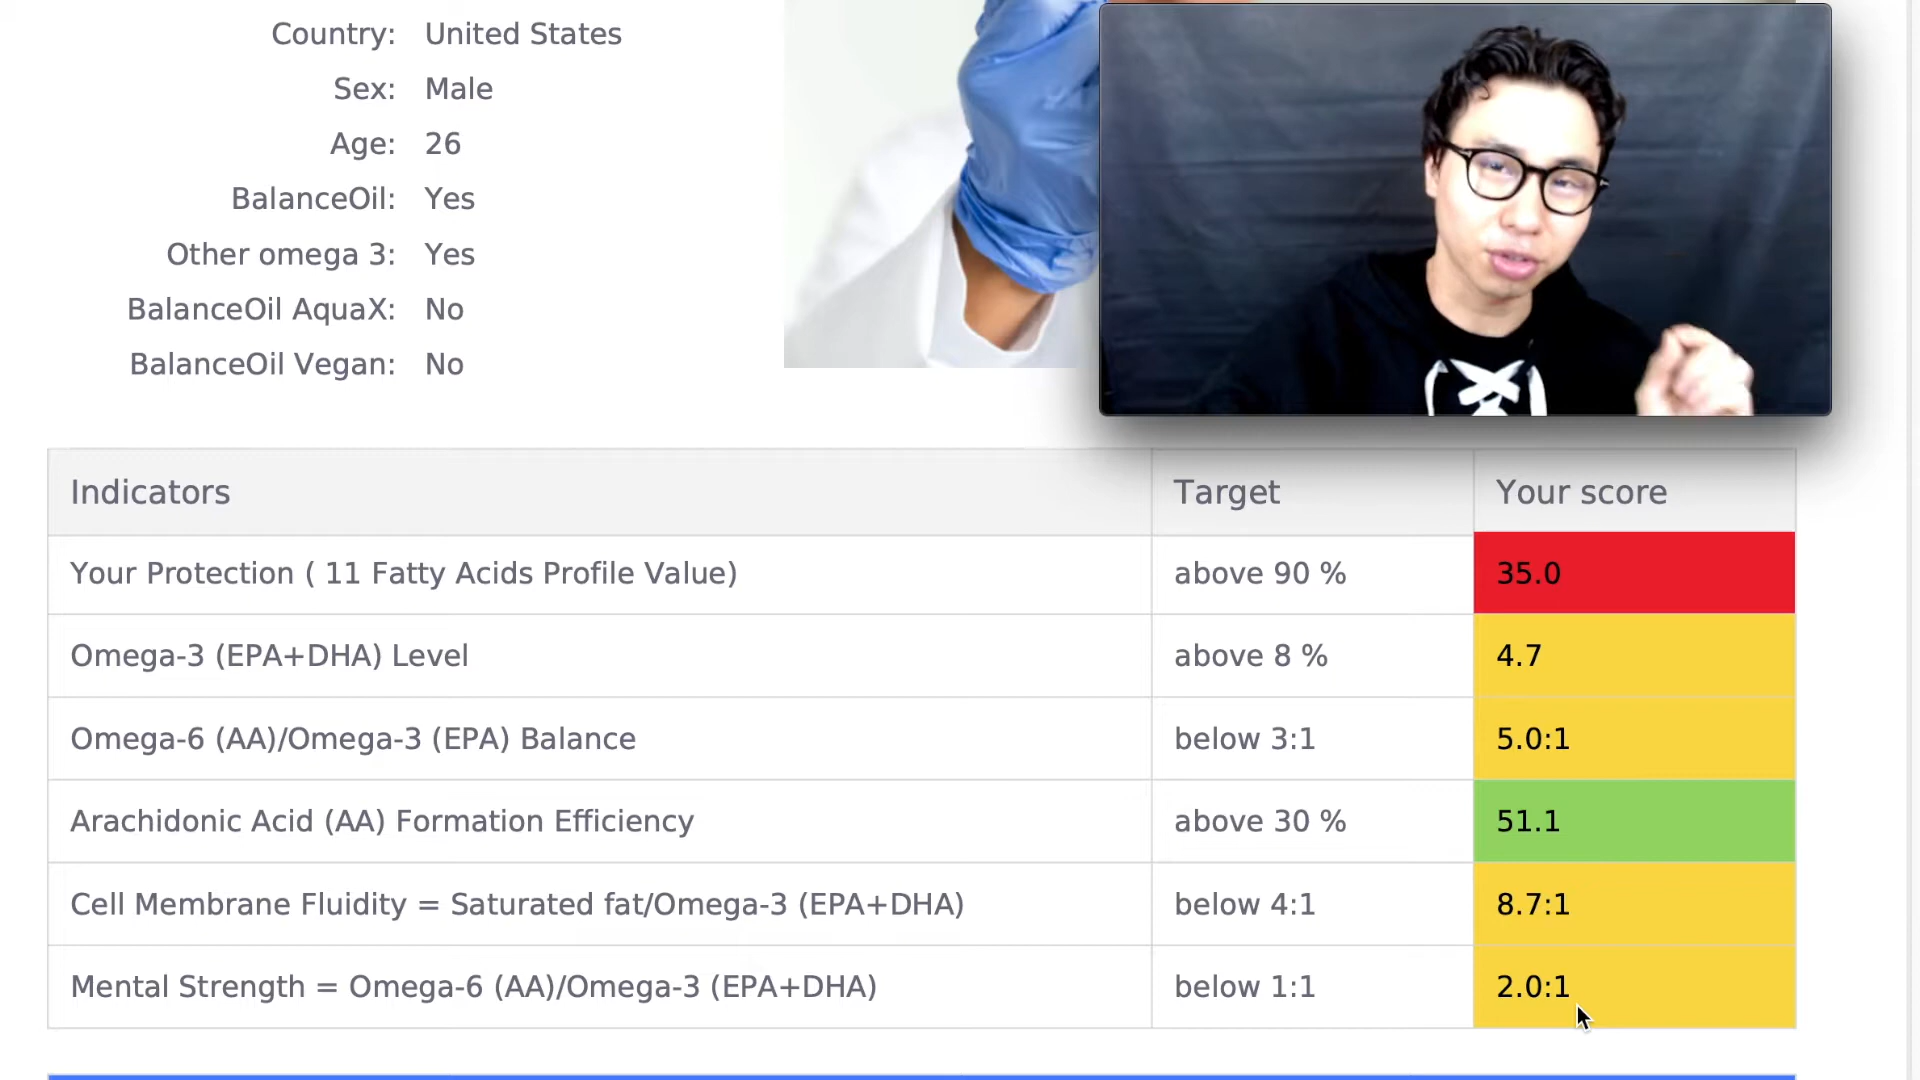 Country: United States
Sex: Male
Age: 26
BalanceOil: Yes
Other omega 3: Yes
BalanceOil AquaX: No
BalanceOil Vegan: No
Indicators Target Your score
Your Protection ( 11 Fatty Acids Profile Value) above 90 % 35.0
Omega-3 (EPA+DHA) Level above 8 % 4.7
Omega-6 (AA)/Omega-3 (EPA) Balance below 3:1 5.0:1
Arachidonic Acid (AA) Formation Efficiency above 30 % 51.1
Cell Membrane Fluidity = Saturated fat/Omega-3 (EPA+DHA) below 4:1 8.7:1
Mental Strength = Omega-6 (AA)/Omega-3 (EPA+DHA) below 1:1 2.0:1